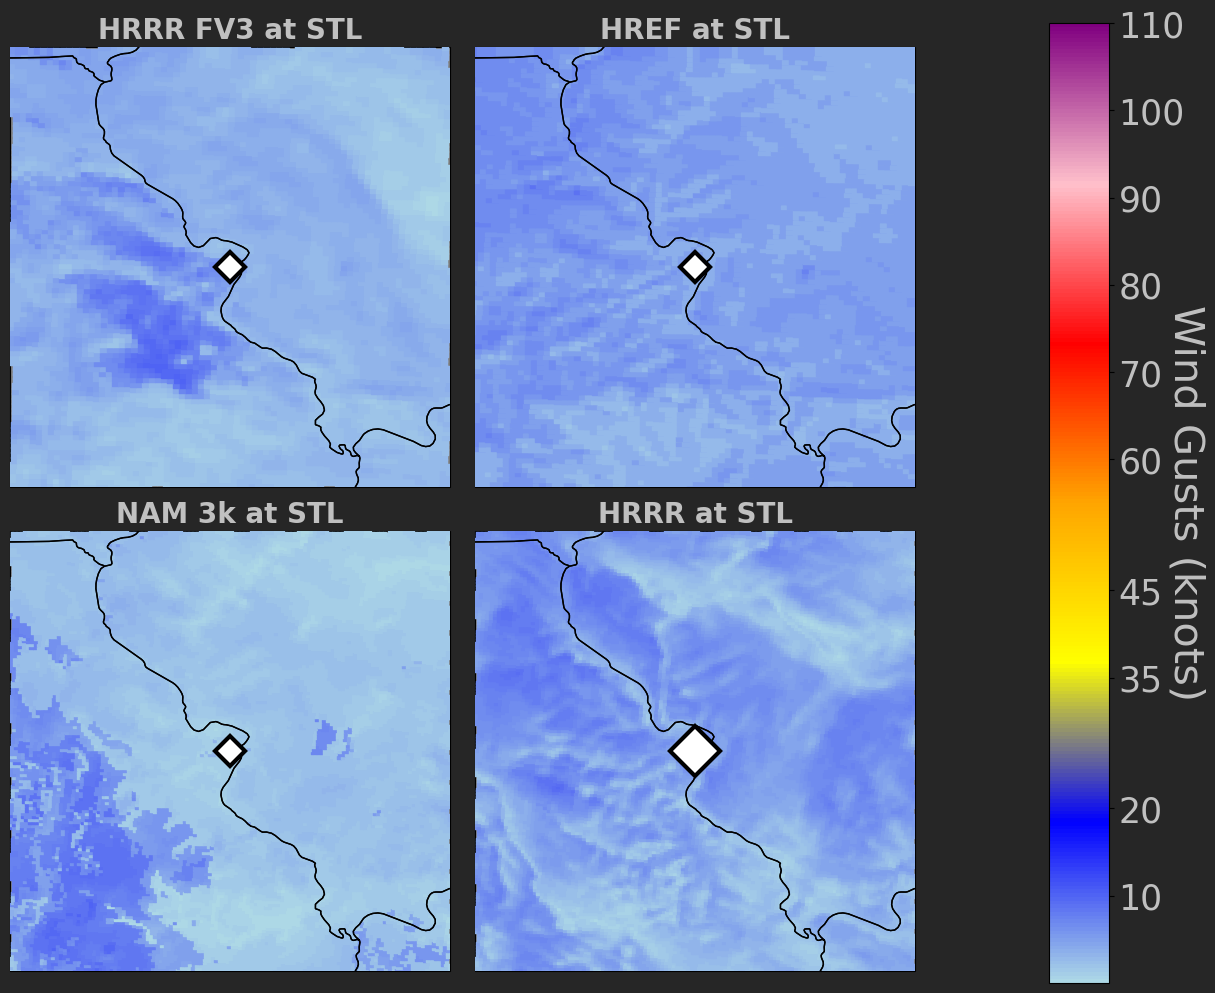 HRRR FV3 at STL
HREF at STL
NAM 3k at STL
HRRR at STL
110
100
90
80
70
60
45
35
20
10
Wind Gusts (knots)